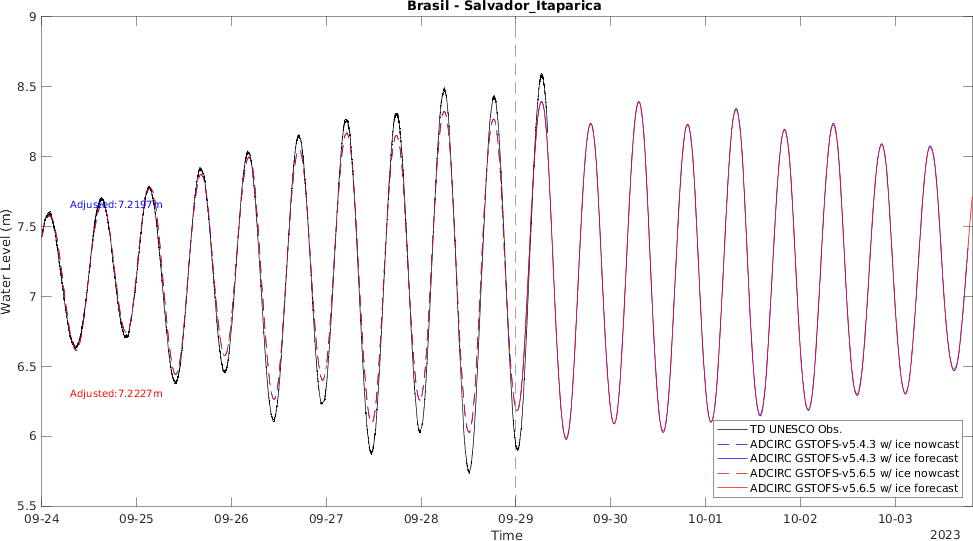 Brasil - Salvador_Itaparica
9
8.5
8
7.5
7
6.5
6
5.5
Water Level (m)
Adjusted:7.2197m
Adjusted:7.2227m
TD UNESCO Obs.
ADCIRC GSTOFS-v5.4.3 w/ ice nowcast
ADCIRC GSTOFS-v5.4.3 w/ ice forecast
ADCIRC GSTOFS-v5.6.5 w/ ice nowcast
ADCIRC GSTOFS-v5.6.5 w/ ice forecast
09-24 09-25 09-26 09-27 09-28 09-29 09-30 10-01 10-02 10-03
Time
2023